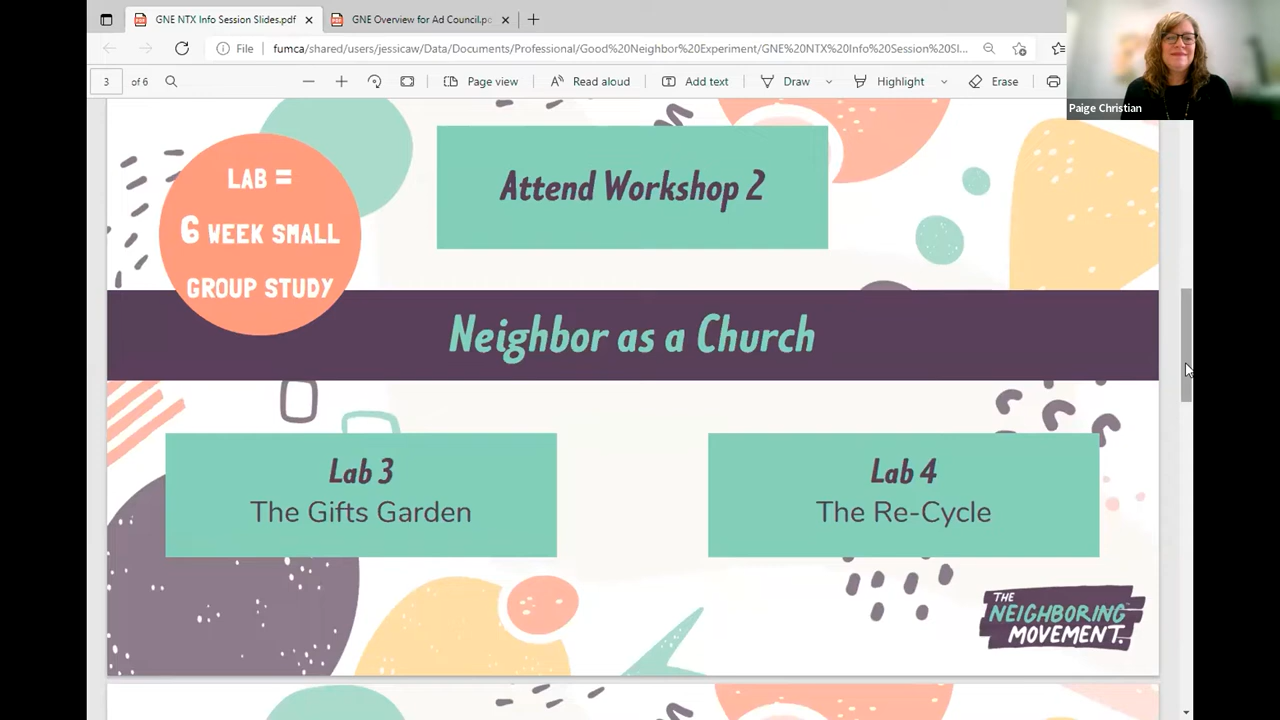 GNE NTX Info Session Slides.pdf
GNE Overview for Ad Council.pc
File
fumca/shared/users/jessicaw/Data/Documents/Professional/Good%20Neighbor%20Experiment/GNE%20NTX%20Info%20Session%20Sl...
3 of 6
Page view
Read aloud
Add text
Draw
Highlight
Erase
Paige Christian
LAB =
6 WEEK SMALL
GROUP STUDY
Attend Workshop 2
Neighbor as a Church
Lab 3
The Gifts Garden
Lab 4
The Re-Cycle
THE
NEIGHBORING
MOVEMENT.